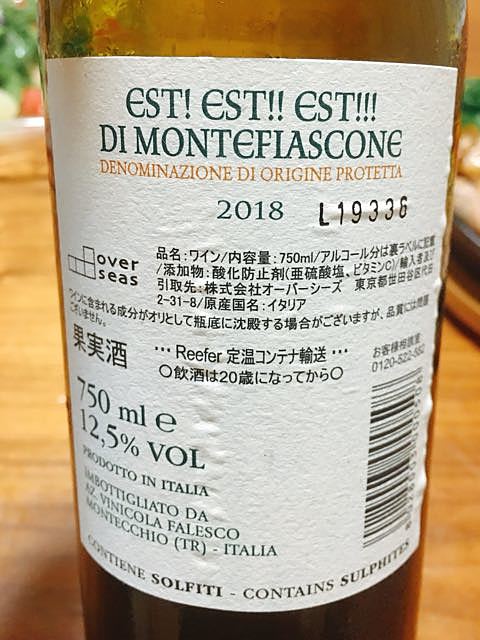 EST! EST!! EST!!!
DI MONTEFIASCONE
DENOMINAZIONE DI ORIGINE PROTETTA
2018 L19336
over
seas
品名:ワイン/内容量:750ml/アルコール分は裏ラベルに記載
/添加物:酸化防止剤(亜硫酸塩、ビタミンC)/輸入者及び
引取先:株式会社オーバーシーズ 東京都世田谷区代田
2-31-8/原産国名:イタリア
ワインに含まれる成分がオリとして瓶底に沈殿する場合がございますが、品質には問題
ございません。
果実酒
… Reefer 定温コンテナ輸送 …
〇飲酒は20歳になってから〇
お客様相談室
0120-522-582
750 ml e
12,5% VOL
PRODOTTO IN ITALIA
IMBOTTIGLIATO DA
AZ. VINICOLA FALESCO
MONTECCHIO (TR) - ITALIA
CONTIENE SOLFITI - CONTAINS SULPHITES